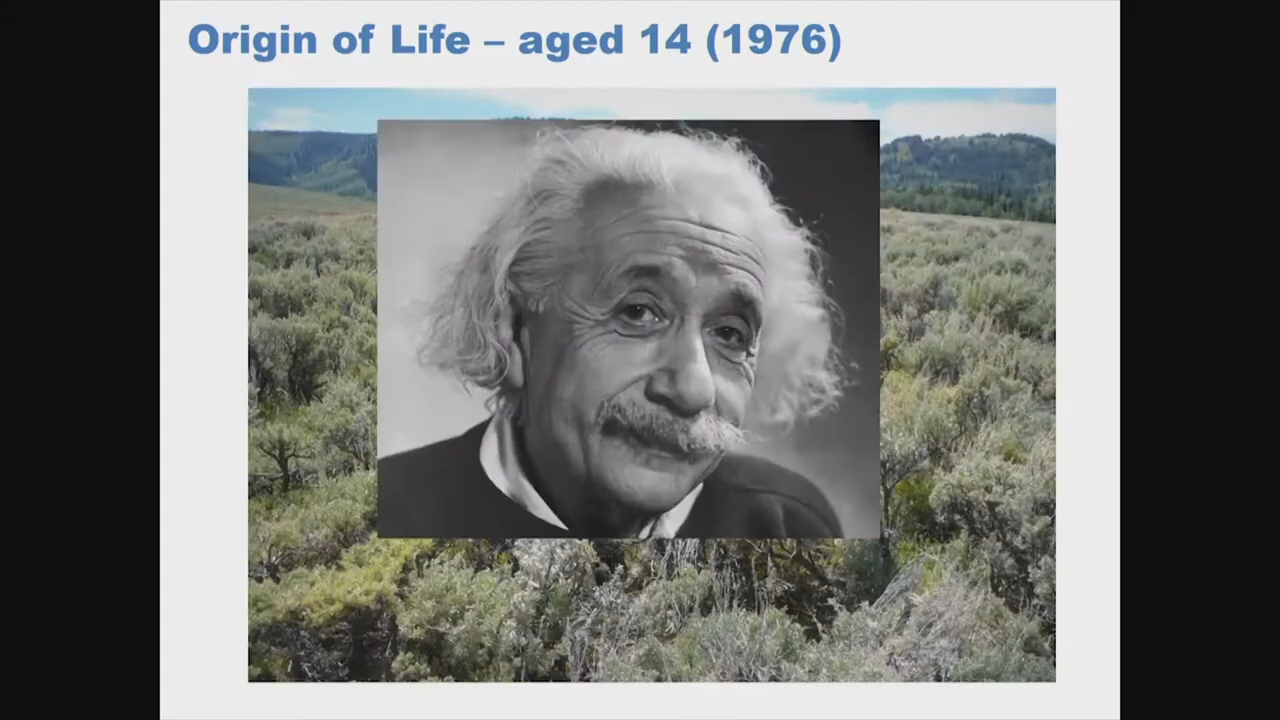 Origin of Life – aged 14 (1976)